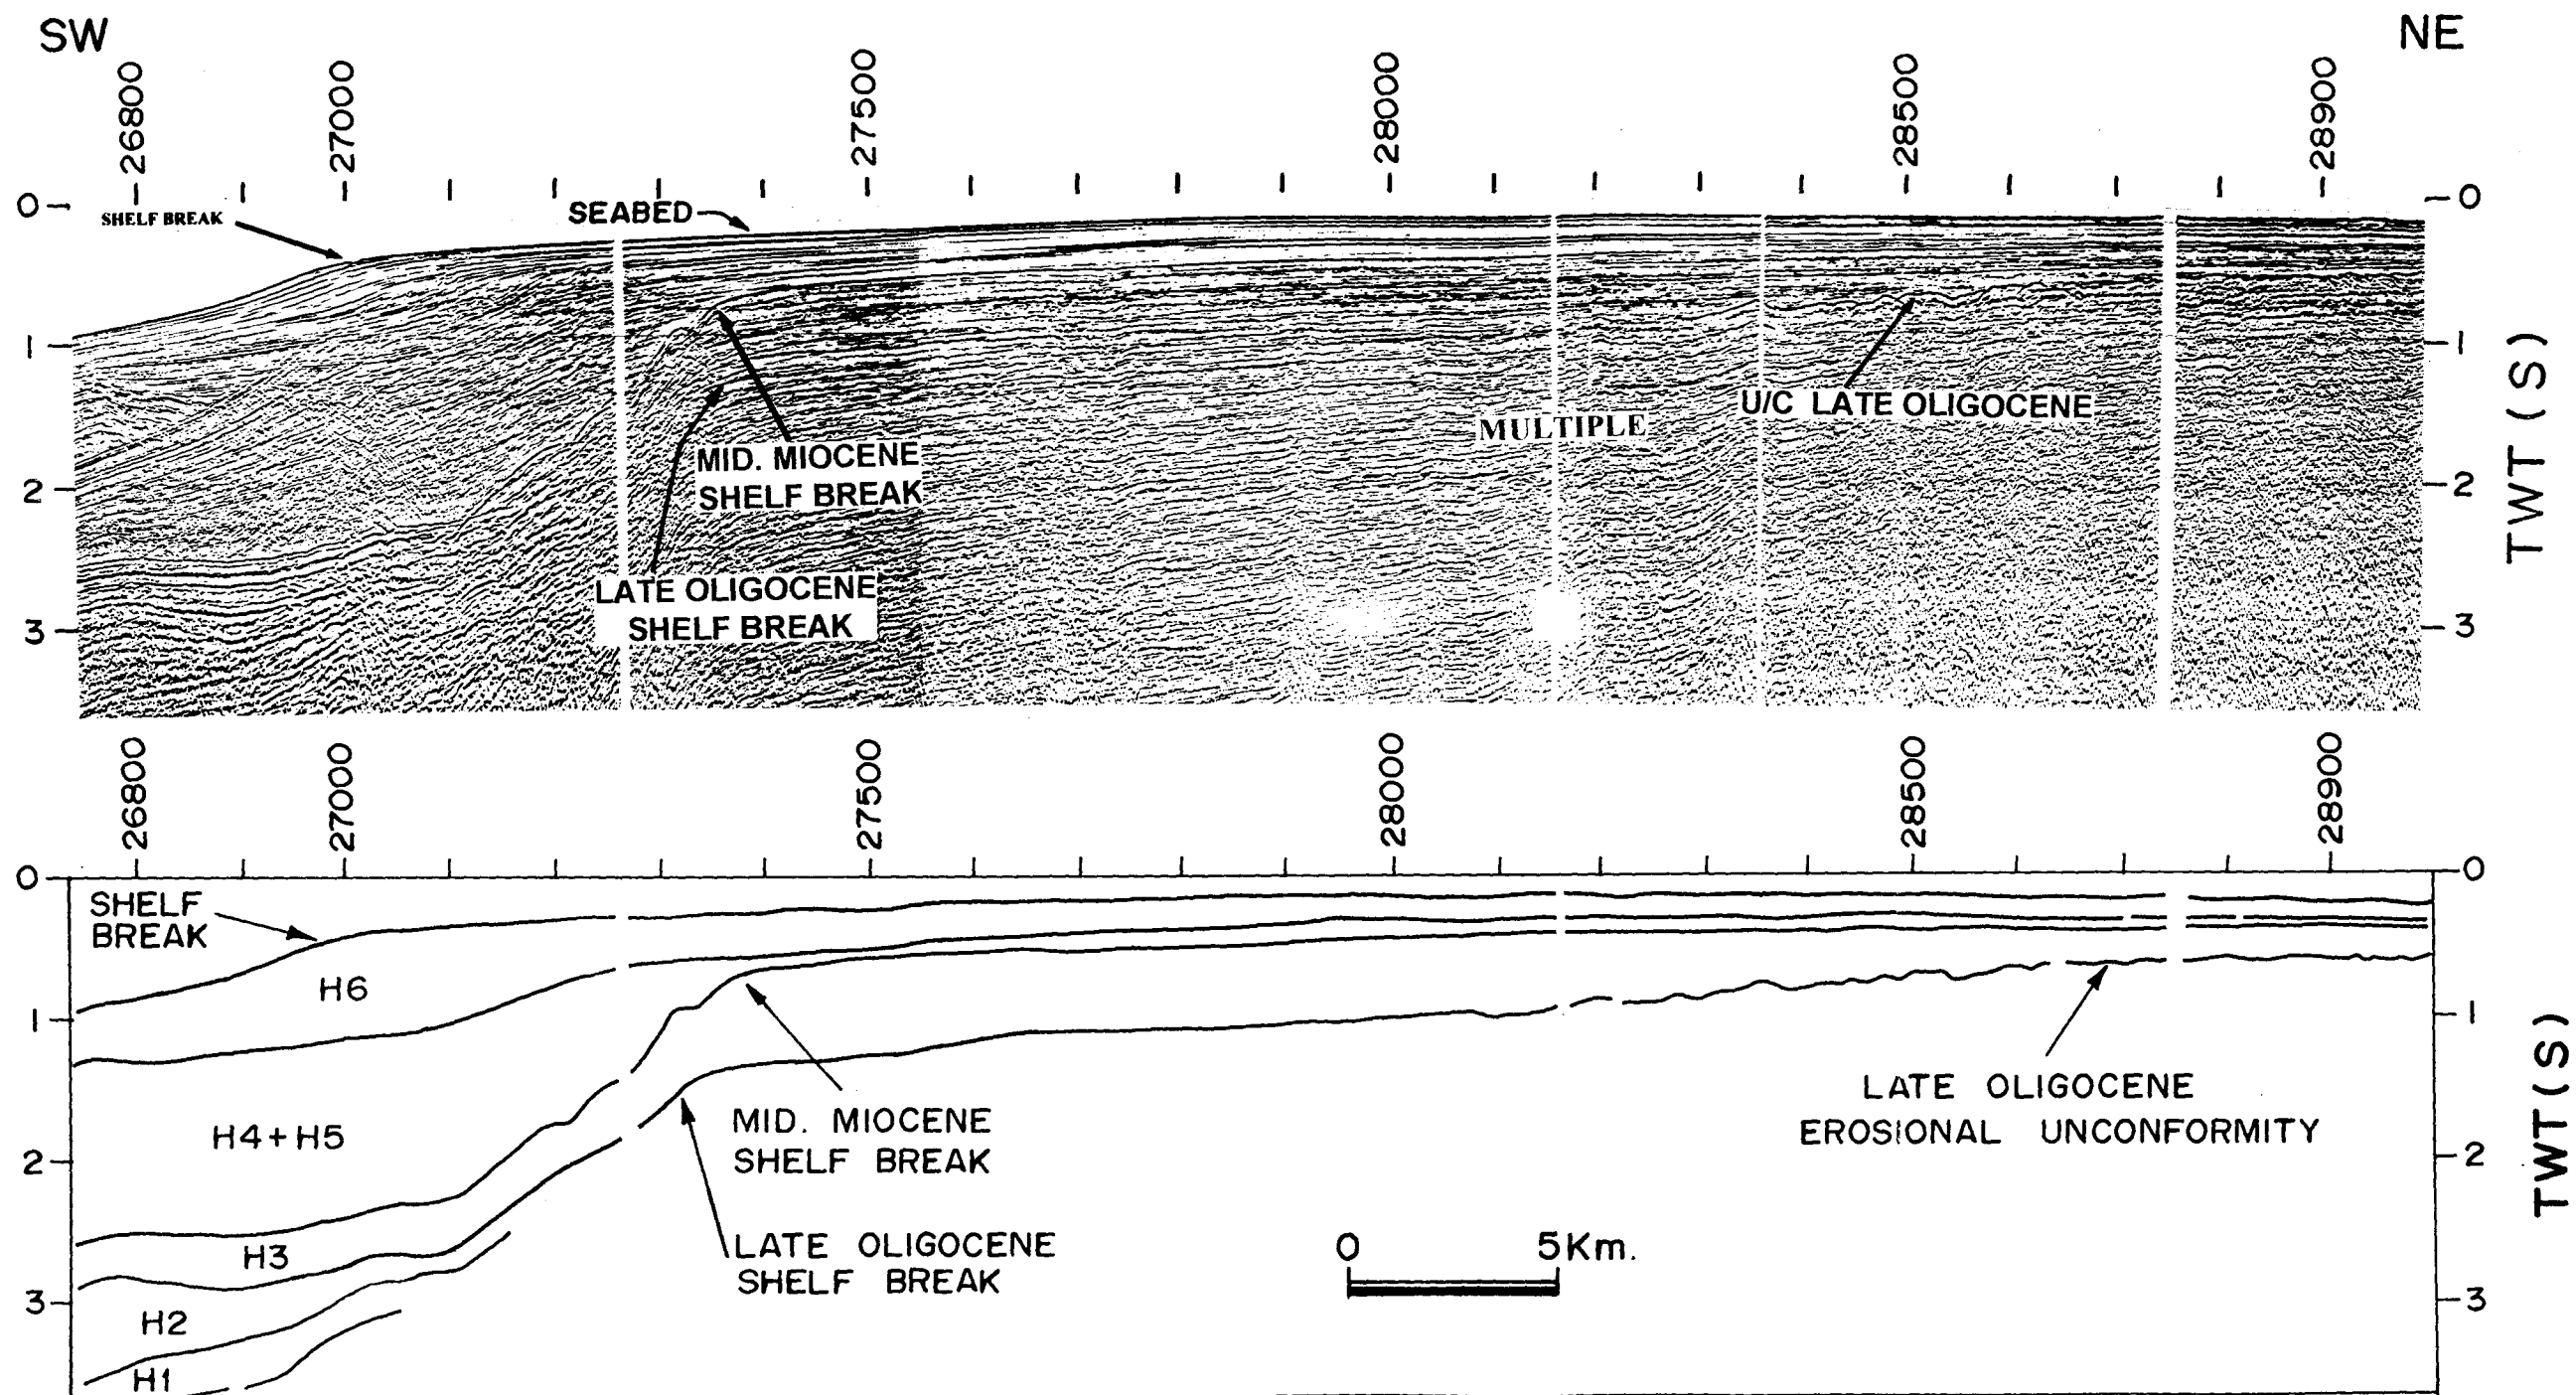 SW
NE
26800
27000
27500
28000
28500
28900
0
0
SHELF BREAK
SEABED
1
1
TWT (S)
U/C LATE OLIGOCENE
MULTIPLE
MID. MIOCENE
SHELF BREAK
2
2
LATE OLIGOCENE
SHELF BREAK
3
3
26800
27000
27500
28000
28500
28900
0
0
SHELF
BREAK
H6
1
1
TWT (S)
LATE OLIGOCENE
EROSIONAL UNCONFORMITY
MID. MIOCENE
SHELF BREAK
H4+H5
2
2
H3
LATE OLIGOCENE
SHELF BREAK
0 5Km.
3
3
H2
H1